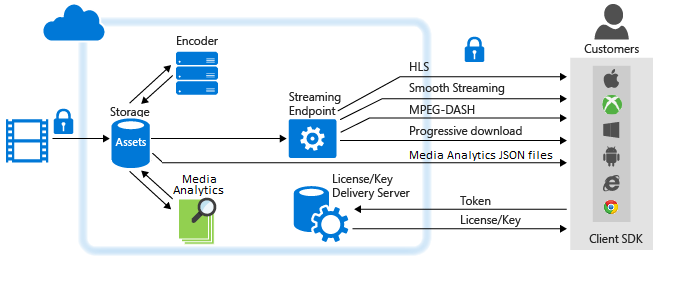 Encoder
Storage
Assets
Media
Analytics
Streaming
Endpoint
License/Key
Delivery Server
HLS
Smooth Streaming
MPEG-DASH
Progressive download
Media Analytics JSON files
Token
License/Key
Customers
Client SDK